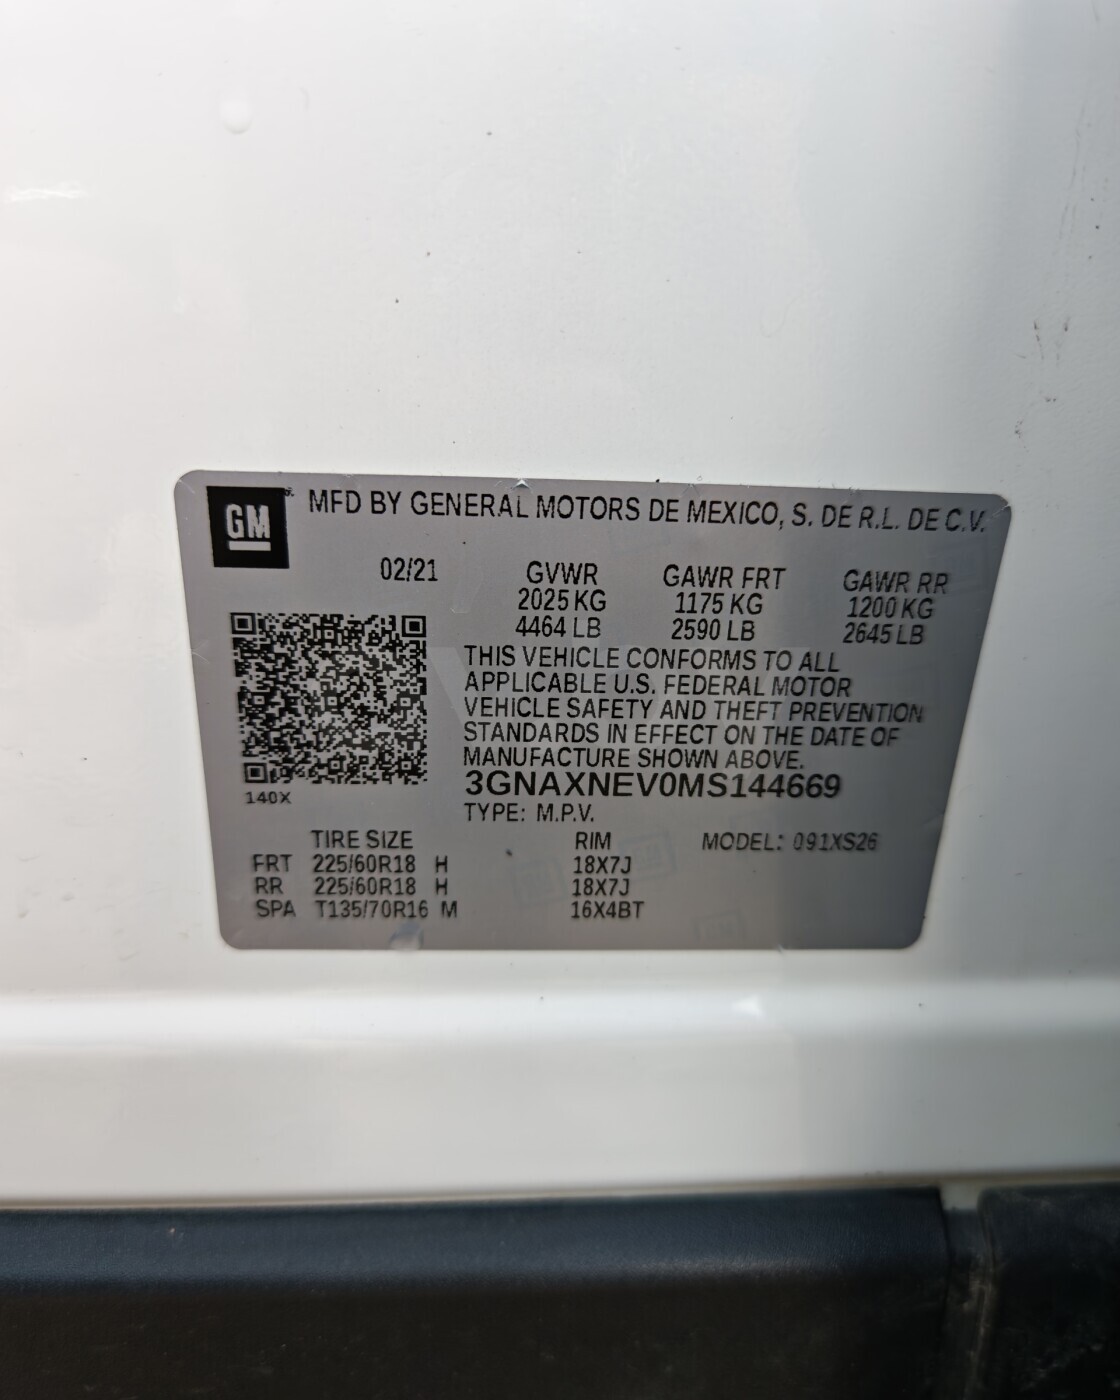 GM
MFD BY GENERAL MOTORS DE MEXICO, S. DE R.L. DE C.V.
02/21 GVWR GAWR FRT GAWR RR
2025 KG 1175 KG 1200 KG
4464 LB 2590 LB 2645 LB
THIS VEHICLE CONFORMS TO ALL
APPLICABLE U.S. FEDERAL MOTOR
VEHICLE SAFETY AND THEFT PREVENTION
STANDARDS IN EFFECT ON THE DATE OF
MANUFACTURE SHOWN ABOVE.
3GNAXNEV0MS144669
140X
TYPE: M.P.V.
TIRE SIZE RIM MODEL: 091XS26
FRT 225/60R18 H 18X7J
RR 225/60R18 H 18X7J
SPA T135/70R16 M 16X4BT